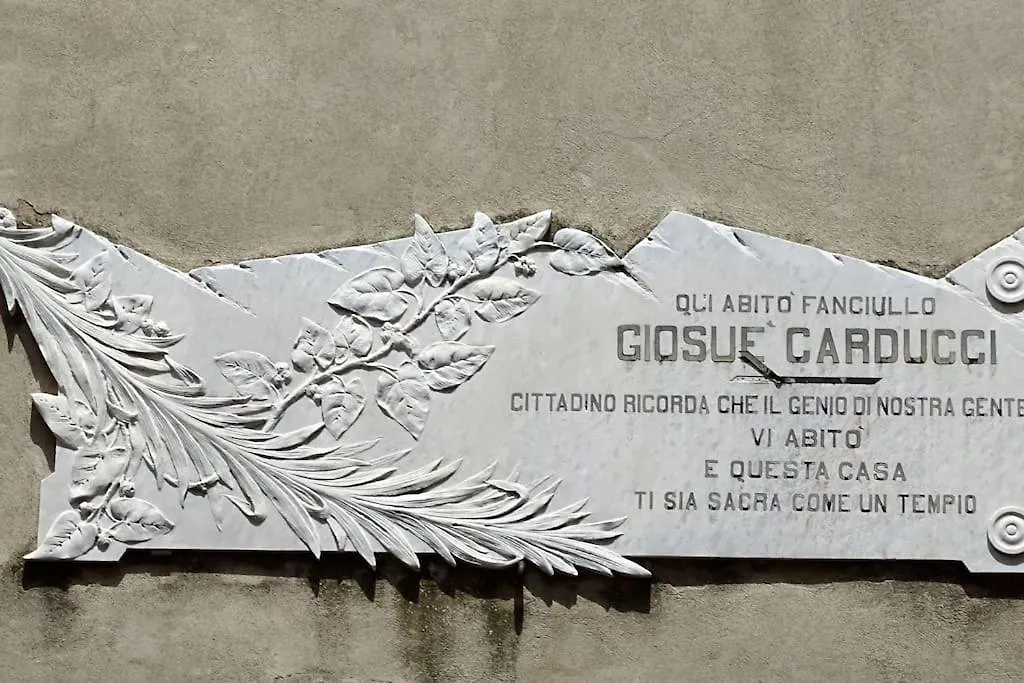 QUI ABITÒ FANCIULLO
GIOSUÈ CARDUCCI
CITTADINO RICORDA CHE IL GENIO DI NOSTRA GENTE
VI ABITÒ
E QUESTA CASA
TI SIA SACRA COME UN TEMPIO